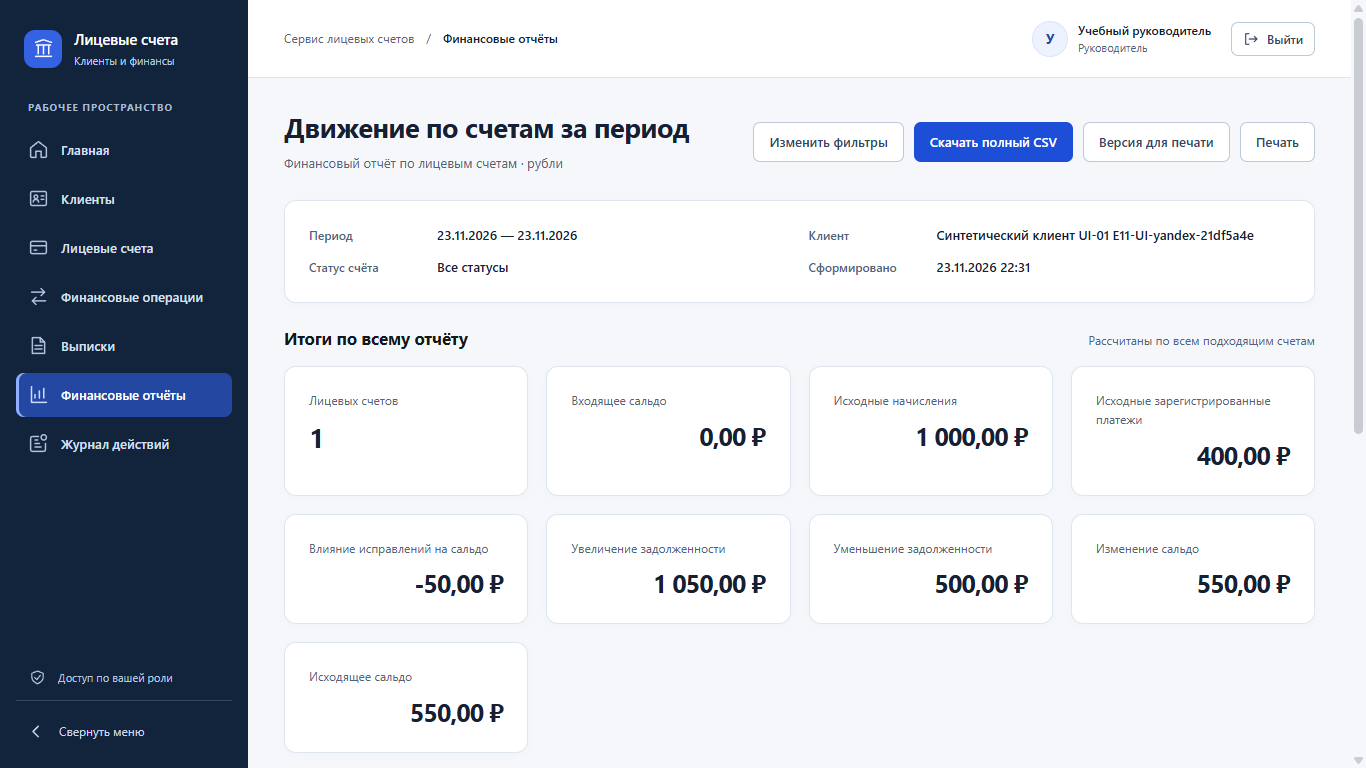 Лицевые счета
Клиенты и финансы
РАБОЧЕЕ ПРОСТРАНСТВО
Главная
Клиенты
Лицевые счета
Финансовые операции
Выписки
Финансовые отчёты
Журнал действий
Доступ по вашей роли
Свернуть меню
Сервис лицевых счетов / Финансовые отчёты
У
Учебный руководитель
Руководитель
Выйти
Движение по счетам за период
Финансовый отчёт по лицевым счетам · рубли
Изменить фильтры
Скачать полный CSV
Версия для печати
Печать
Период 23.11.2026 — 23.11.2026
Клиент Синтетический клиент UI-01 E11-UI-yandex-21df5a4e
Статус счёта Все статусы
Сформировано 23.11.2026 22:31
Итоги по всему отчёту
Рассчитаны по всем подходящим счетам
Лицевых счетов
1
Входящее сальдо
0,00 ₽
Исходные начисления
1 000,00 ₽
Исходные зарегистрированные
платежи
400,00 ₽
Влияние исправлений на сальдо
-50,00 ₽
Увеличение задолженности
1 050,00 ₽
Уменьшение задолженности
500,00 ₽
Изменение сальдо
550,00 ₽
Исходящее сальдо
550,00 ₽